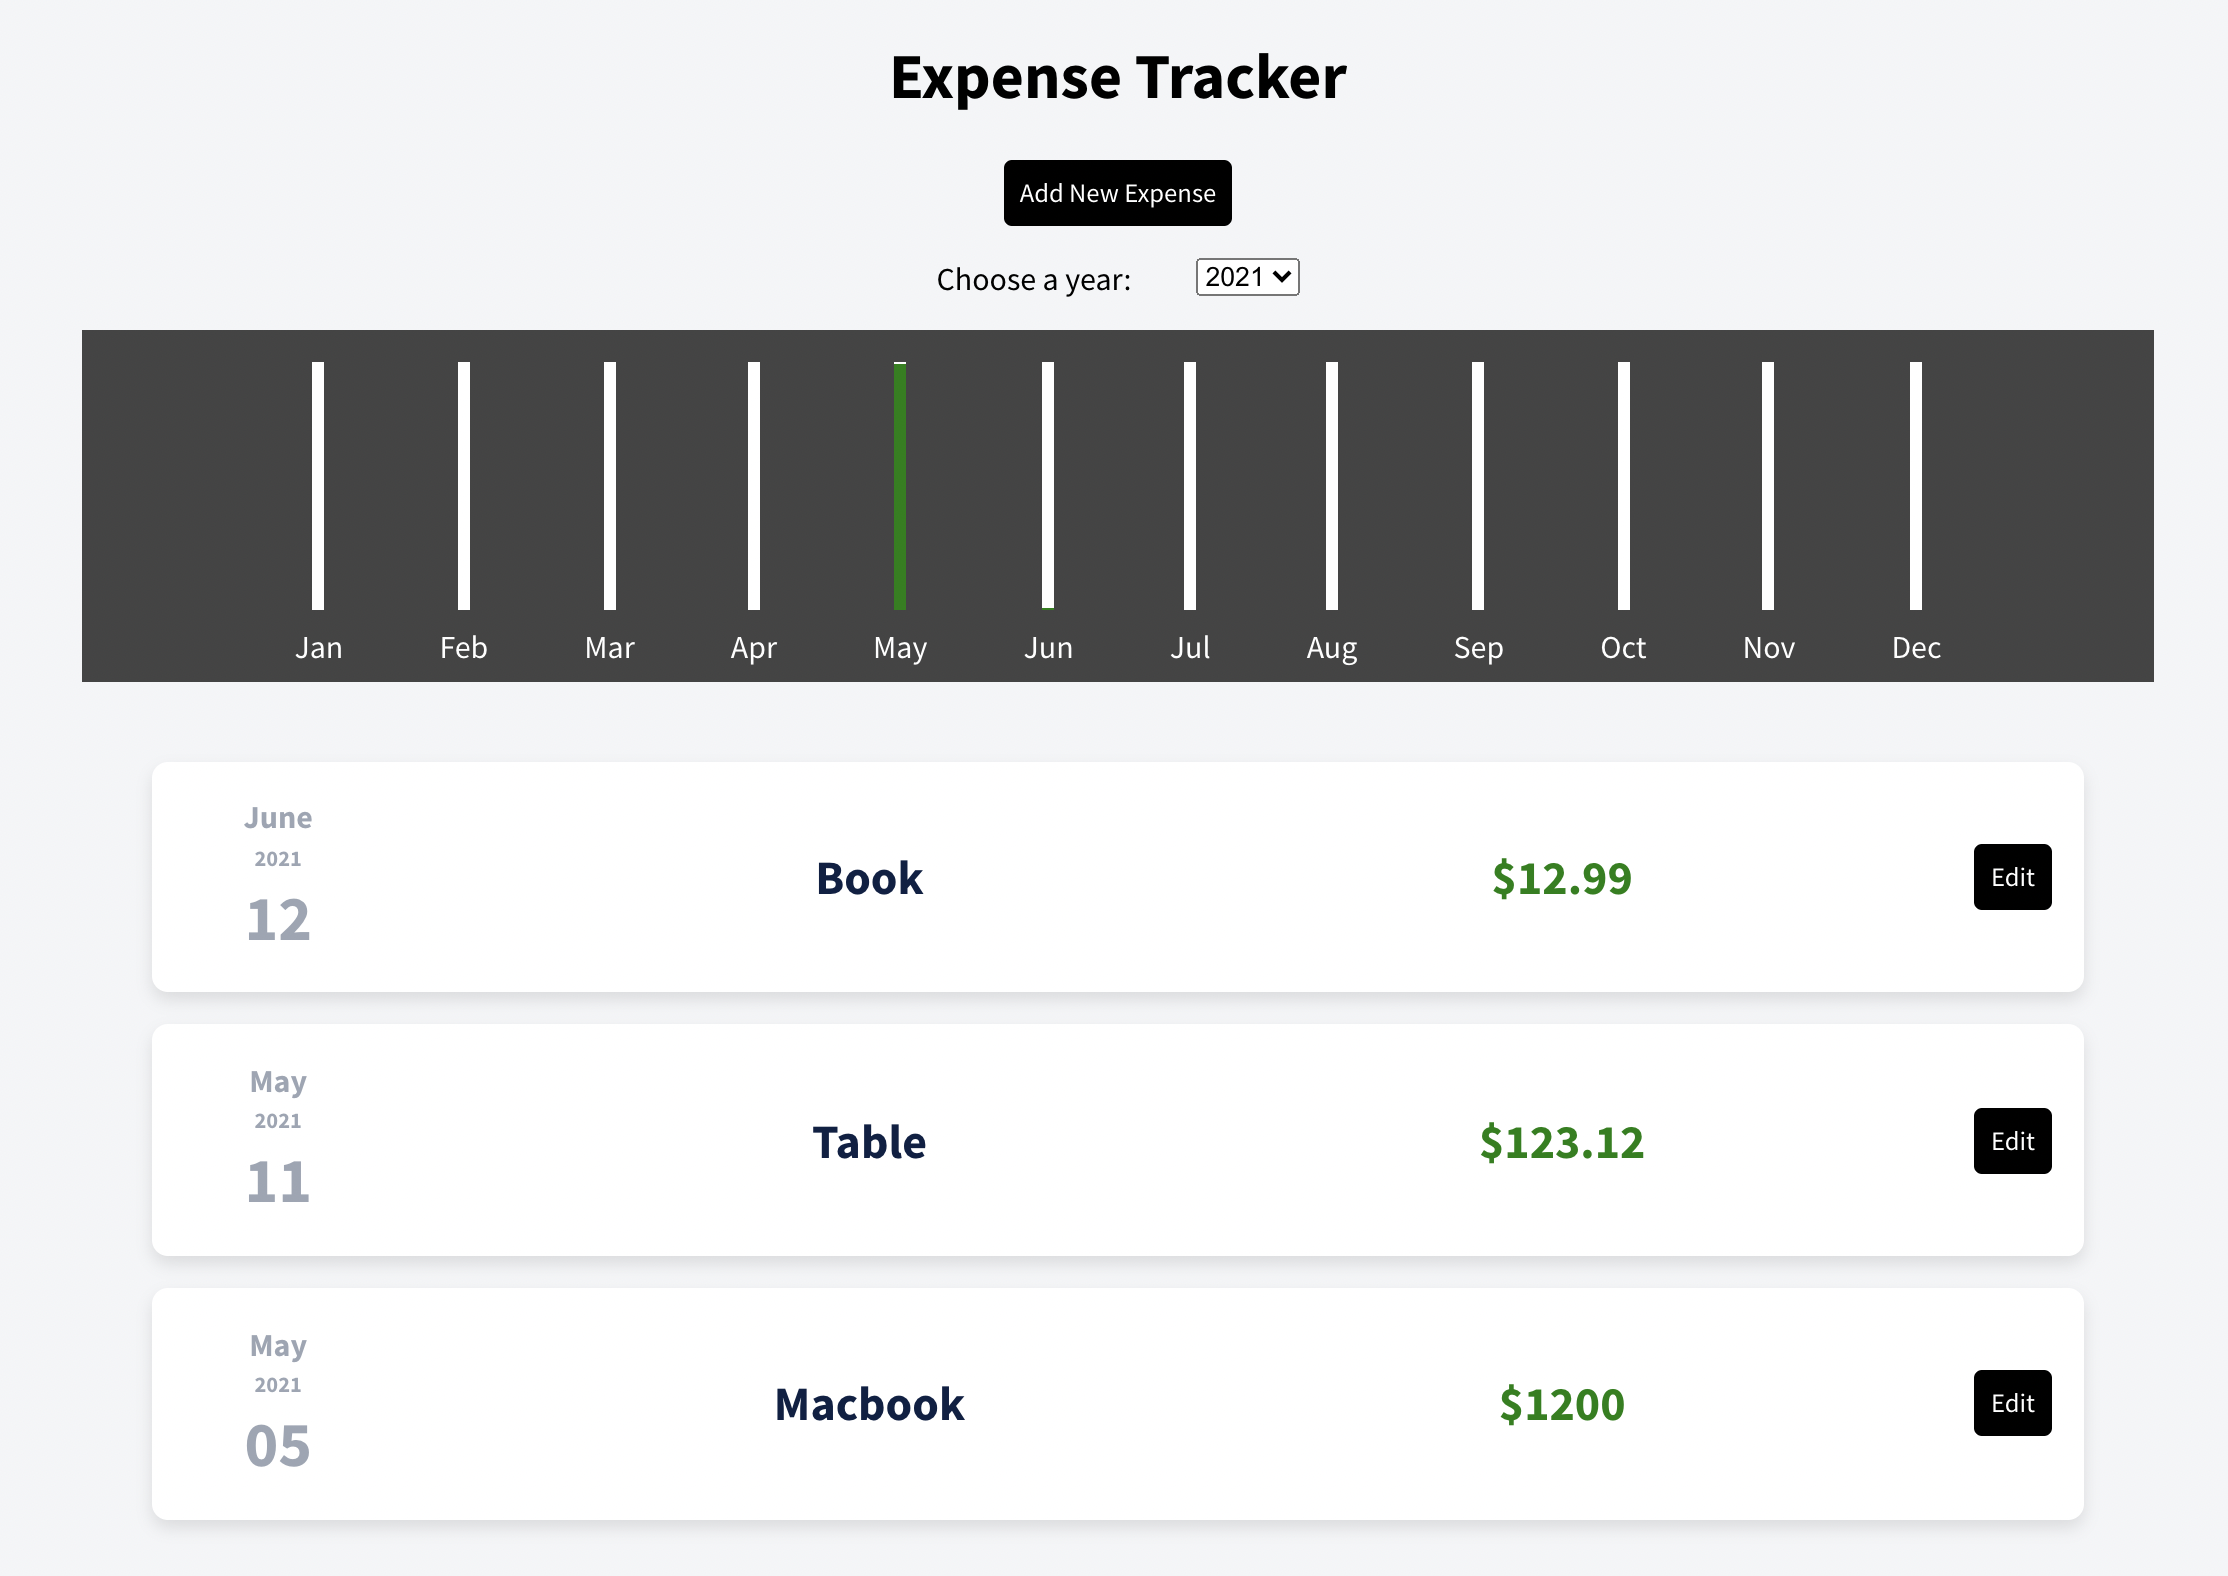 Expense Tracker
Add New Expense
Choose a year: 2021
Jan Feb Mar Apr May Jun Jul Aug Sep Oct Nov Dec
June
2021
12
Book
$12.99
Edit
May
2021
11
Table
$123.12
Edit
May
2021
05
Macbook
$1200
Edit